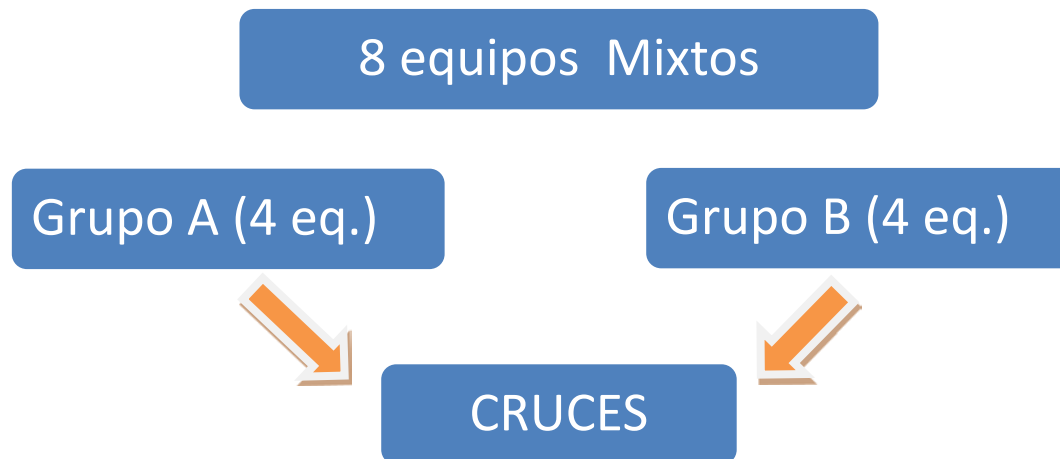 8 equipos  Mixtos
Grupo A (4 eq.)
Grupo B (4 eq.)
CRUCES